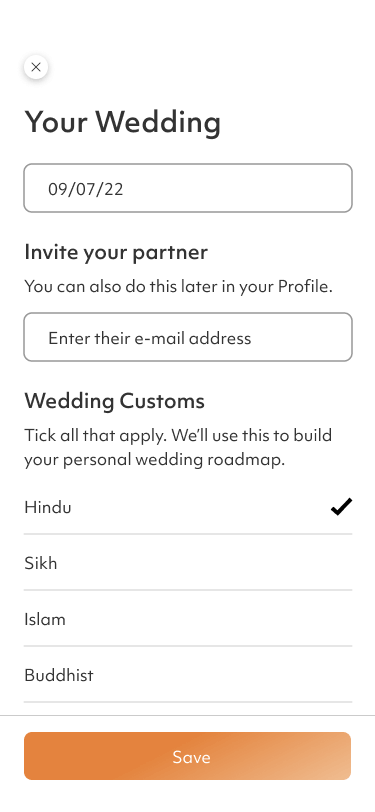 Your Wedding
09/07/22
Invite your partner
You can also do this later in your Profile.
Enter their e-mail address
Wedding Customs
Tick all that apply. We'll use this to build
your personal wedding roadmap.
Hindu
Sikh
Islam
Buddhist
Save